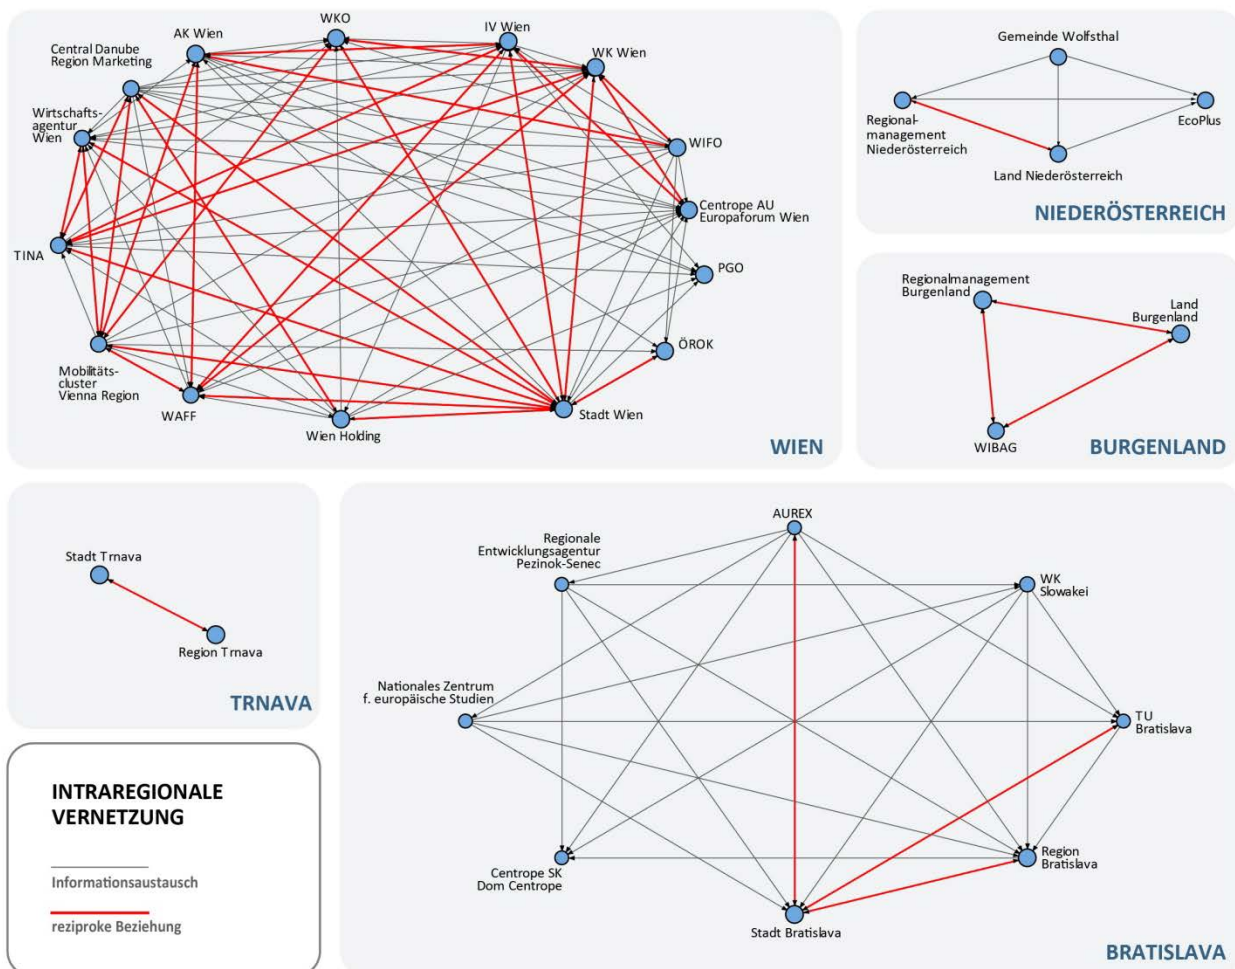 WKO
IV Wien
AK Wien
WK Wien
Central Danube
Region Marketing
Wirtschafts-
agentur
Wien
WIFO
Centrope AU
Europaforum Wien
TINA
PGO
ÖROK
Mobilitäts-
cluster
Vienna Region
WAFF
Wien Holding
Stadt Wien
WIEN
Gemeinde Wolfsthal
Regional-
management
Niederösterreich
EcoPlus
Land Niederösterreich
NIEDERÖSTERREICH
Regionalmanagement
Burgenland
Land
Burgenland
WIBAG
BURGENLAND
Stadt Trnava
Region Trnava
TRNAVA
AUREX
Regionale
Entwicklungsagentur
Pezinok-Senec
WK
Slowakei
Nationales Zentrum
f. europäische Studien
TU
Bratislava
Centrope SK
Dom Centrope
Region
Bratislava
Stadt Bratislava
BRATISLAVA
INTRAREGIONALE
VERNETZUNG
Informationsaustausch
reziproke Beziehung